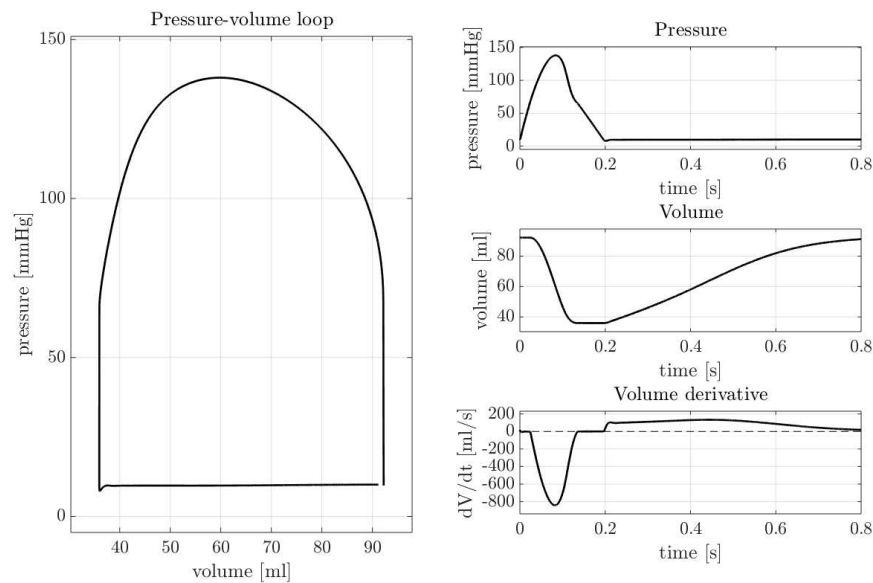 Pressure-volume loop
150
100
50
0
pressure [mmHg]
40 50 60 70 80 90
volume [ml]
Pressure
150
100
50
0
pressure [mmHg]
0 0.2 0.4 0.6 0.8
time [s]
Volume
80
60
40
volume [ml]
0 0.2 0.4 0.6 0.8
time [s]
Volume derivative
200
0
-200
-400
-600
-800
dV/dt [ml/s]
0 0.2 0.4 0.6 0.8
time [s]